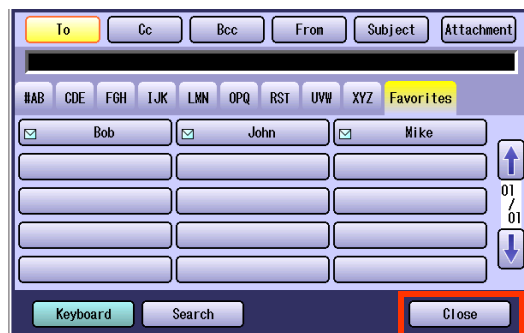 To Cc Bcc From Subject Attachment
#AB CDE FGH IJK LMN OPQ RST UVW XYZ Favorites
Bob John Mike
01
/
01
Keyboard Search Close